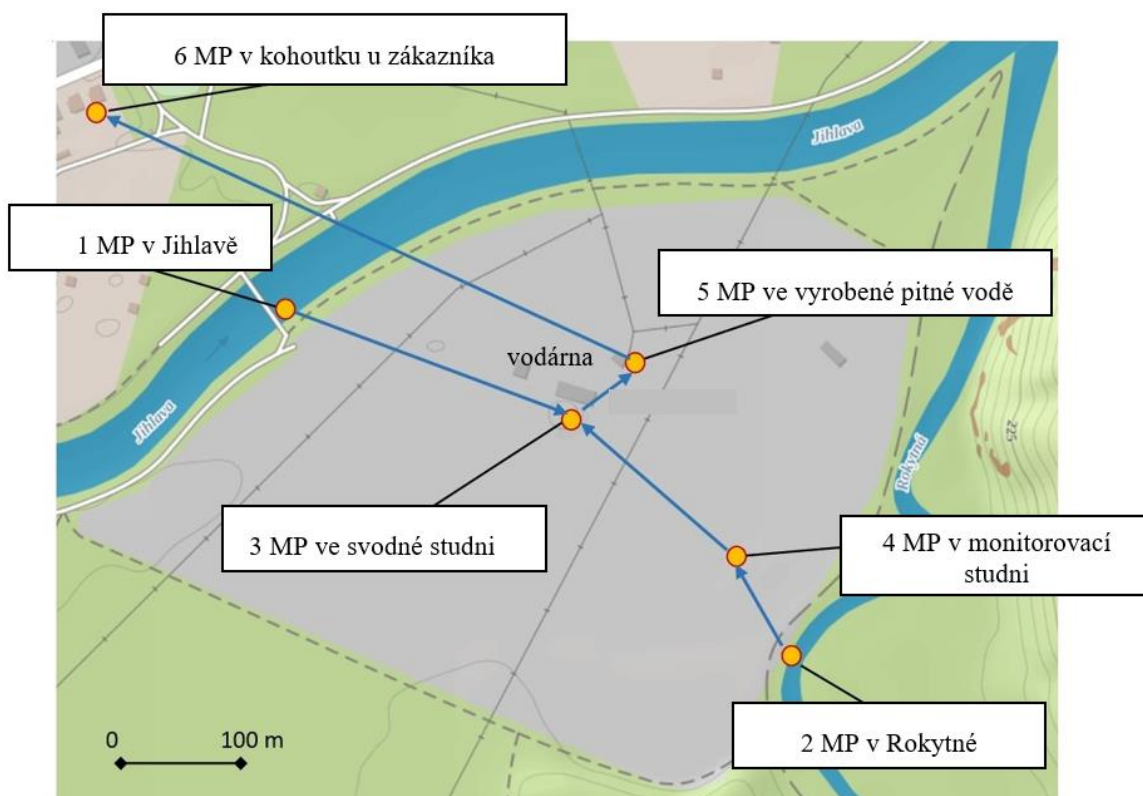 6 MP v kohoutku u zákazníka
Jihlava
1 MP v Jihlavě
5 MP ve vyrobené pitné vodě
vodárna
Jihlava
225
Rokytná
3 MP ve svodné studni
4 MP v monitorovací
studni
2 MP v Rokytné
0 100 m